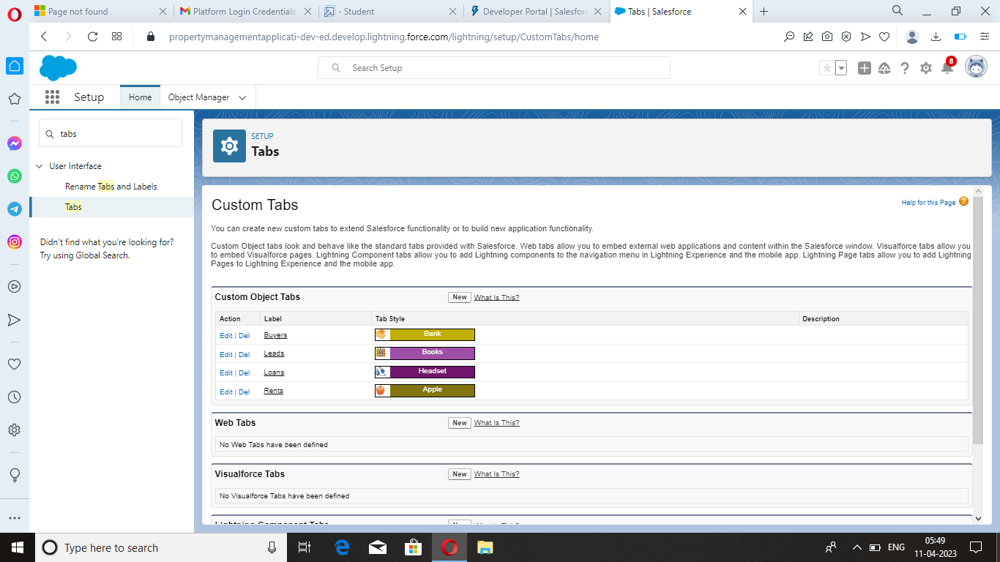 Page not found
Platform Login Credentials
- Student
Developer Portal | Salesforc
Tabs | Salesforce
propertymanagementapplicati-dev-ed.develop.lightning.force.com/lightning/setup/CustomTabs/home
Search Setup
8
Setup
Home
Object Manager
tabs
User Interface
Rename Tabs and Labels
Tabs
Didn't find what you're looking for?
Try using Global Search.
SETUP
Tabs
Custom Tabs
Help for this Page
You can create new custom tabs to extend Salesforce functionality or to build new application functionality.
Custom Object tabs look and behave like the standard tabs provided with Salesforce. Web tabs allow you to embed external web applications and content within the Salesforce window. Visualforce tabs allow you
to embed Visualforce pages. Lightning Component tabs allow you to add Lightning components to the navigation menu in Lightning Experience and the mobile app. Lightning Page tabs allow you to add Lightning
Pages to Lightning Experience and the mobile app.
Custom Object Tabs New What Is This?
Action Label Tab Style Description
Edit | Del Buyers Bank
Edit | Del Leads Books
Edit | Del Loans Headset
Edit | Del Rents Apple
Web Tabs New What Is This?
No Web Tabs have been defined
Visualforce Tabs New What Is This?
No Visualforce Tabs have been defined
Lightning Component Tabs New What Is This?
Type here to search
ENG
05:49
11-04-2023